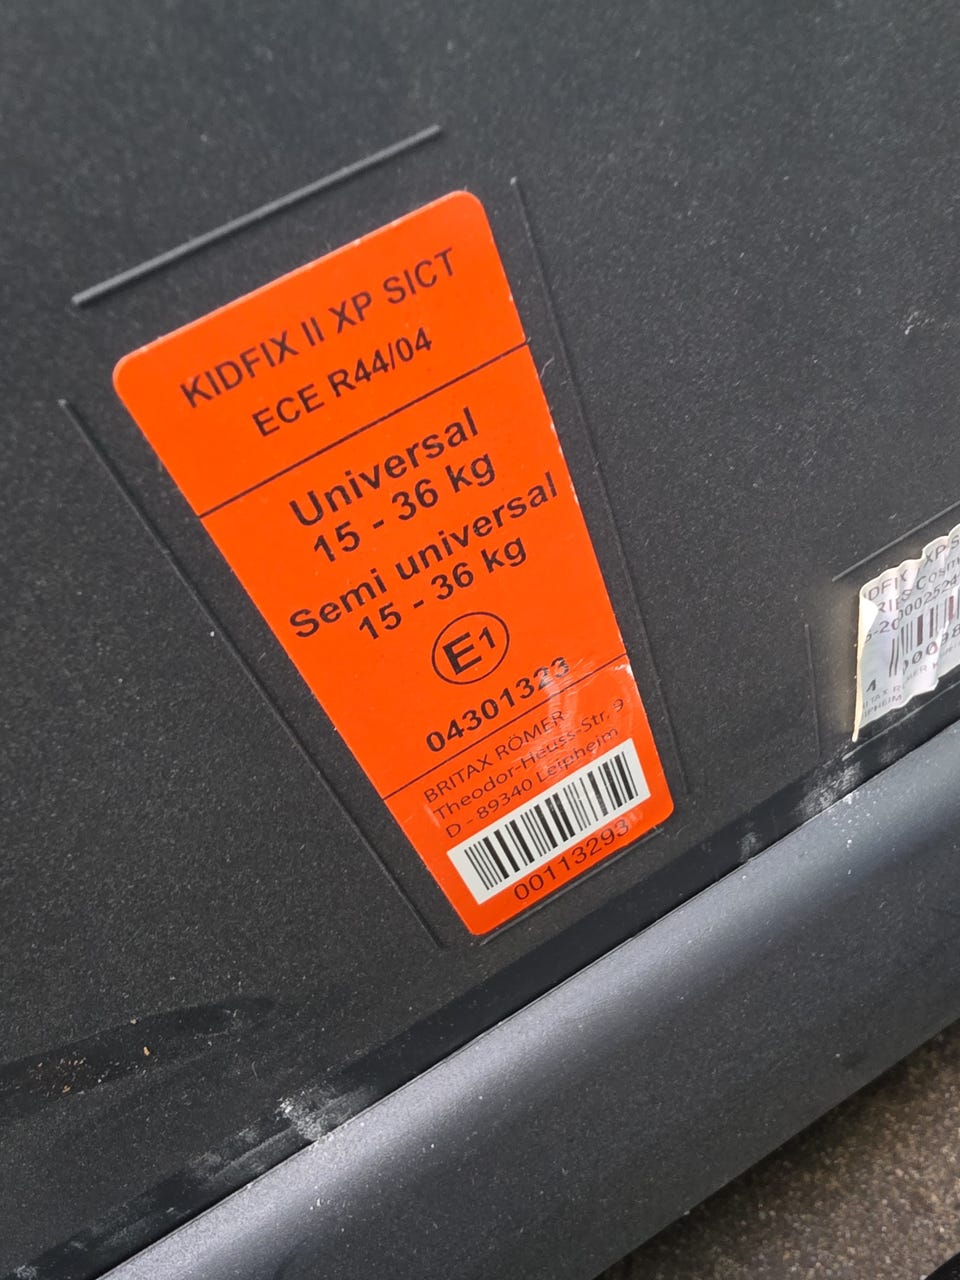 KIDFIX II XP SICT
ECE R44/04
Universal
15 - 36 kg
Semi universal
15 - 36 kg
E1
04301323
BRITAX RÖMER
Theodor-Heuss-Str. 9
D - 89340 Leipheim
00113293